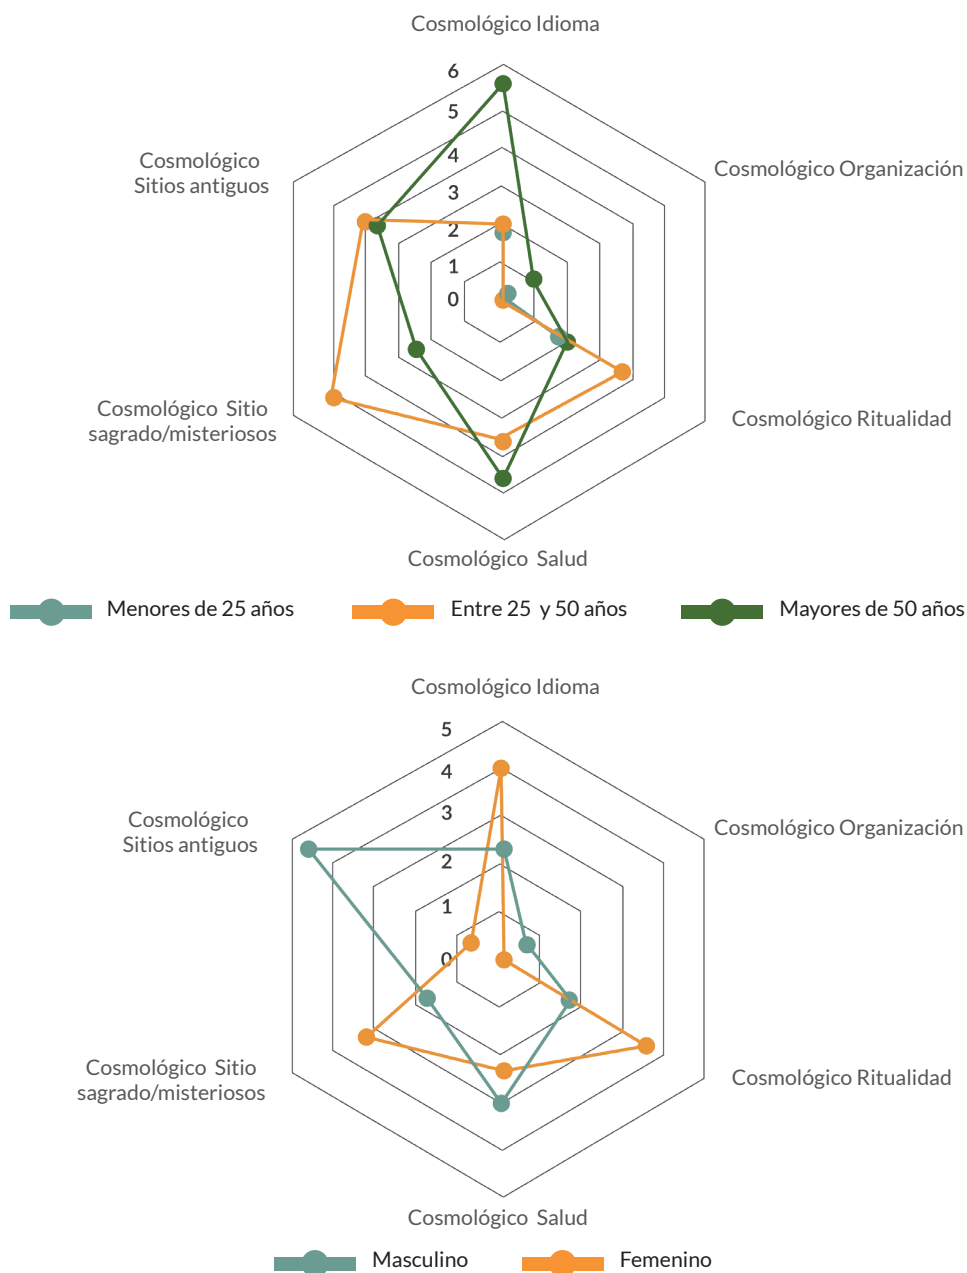 Cosmológico Idioma
6
5
4
3
2
1
0
Cosmológico
Sitios antiguos
Cosmológico Organización
Cosmológico Sitio
sagrado/misteriosos
Cosmológico Ritualidad
Cosmológico Salud
Menores de 25 años
Entre 25 y 50 años
Mayores de 50 años
Cosmológico Idioma
5
4
3
2
1
0
Cosmológico
Sitios antiguos
Cosmológico Organización
Cosmológico Sitio
sagrado/misteriosos
Cosmológico Ritualidad
Cosmológico Salud
Masculino
Femenino